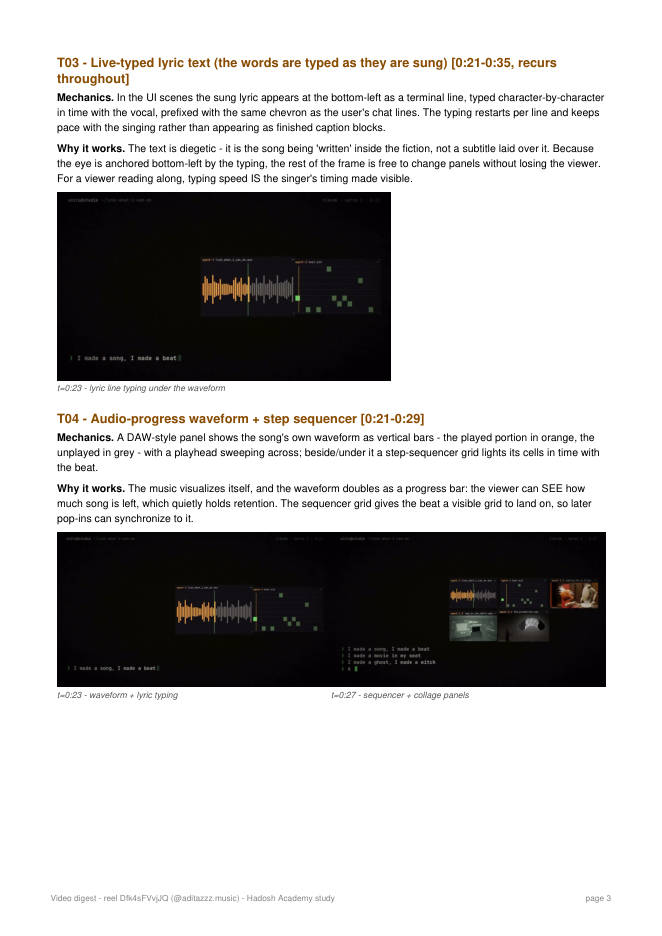 T03 - Live-typed lyric text (the words are typed as they are sung) [0:21-0:35, recurs
throughout]
Mechanics. In the UI scenes the sung lyric appears at the bottom-left as a terminal line, typed character-by-character
in time with the vocal, prefixed with the same chevron as the user's chat lines. The typing restarts per line and keeps
pace with the singing rather than appearing as finished caption blocks.
Why it works. The text is diegetic - it is the song being 'written' inside the fiction, not a subtitle laid over it. Because
the eye is anchored bottom-left by the typing, the rest of the frame is free to change panels without losing the viewer.
For a viewer reading along, typing speed IS the singer's timing made visible.
I made a song, I made a beat
t=0:23 - lyric line typing under the waveform
T04 - Audio-progress waveform + step sequencer [0:21-0:29]
Mechanics. A DAW-style panel shows the song's own waveform as vertical bars - the played portion in orange, the
unplayed in grey - with a playhead sweeping across; beside/under it a step-sequencer grid lights its cells in time with
the beat.
Why it works. The music visualizes itself, and the waveform doubles as a progress bar: the viewer can SEE how
much song is left, which quietly holds retention. The sequencer grid gives the beat a visible grid to land on, so later
pop-ins can synchronize to it.
I made a song, I made a beat
I made a song, I made a beat
I made a movie in my seat
I made a ghost, I made a witch
t=0:23 - waveform + lyric typing
t=0:27 - sequencer + collage panels
Video digest - reel Dfk4sFVvjJQ (@aditazzz.music) - Hadosh Academy study
page 3